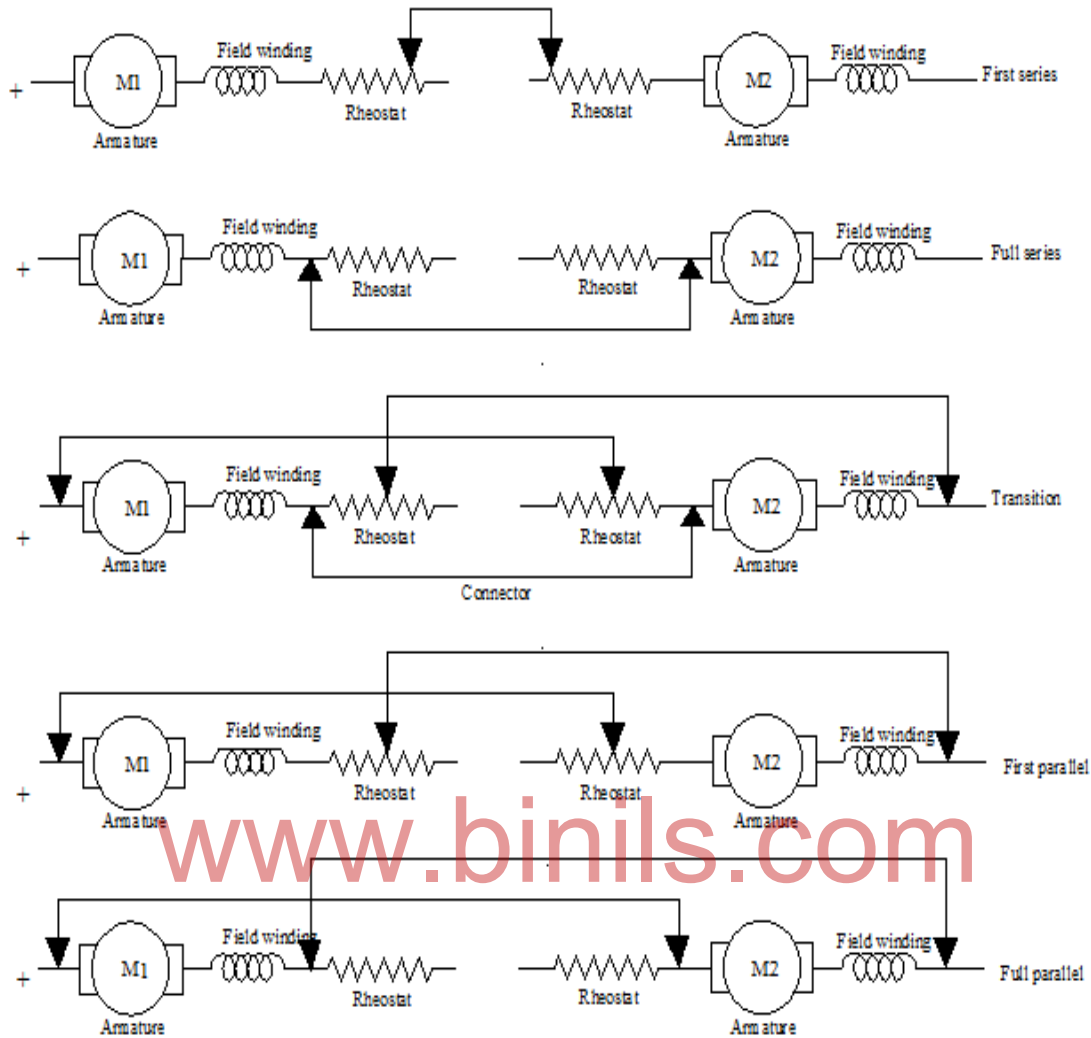 Field winding
Field winding
+ M1 Rheostat Rheostat M2 First series
Armature Armature
Field winding Field winding
+ M1 M2 Full series
Rheostat Rheostat
Armature Armature
Field winding Field winding
M1 M2 Transition
+ Rheostat Rheostat
Armature Armature
Connector
Field winding Field winding
M1 M2 First parallel
+ Rheostat Rheostat
Armature Armature
www.binils.com
Field winding Field winding
+ M1 M2 Full parallel
Rheostat Rheostat
Armature Armature